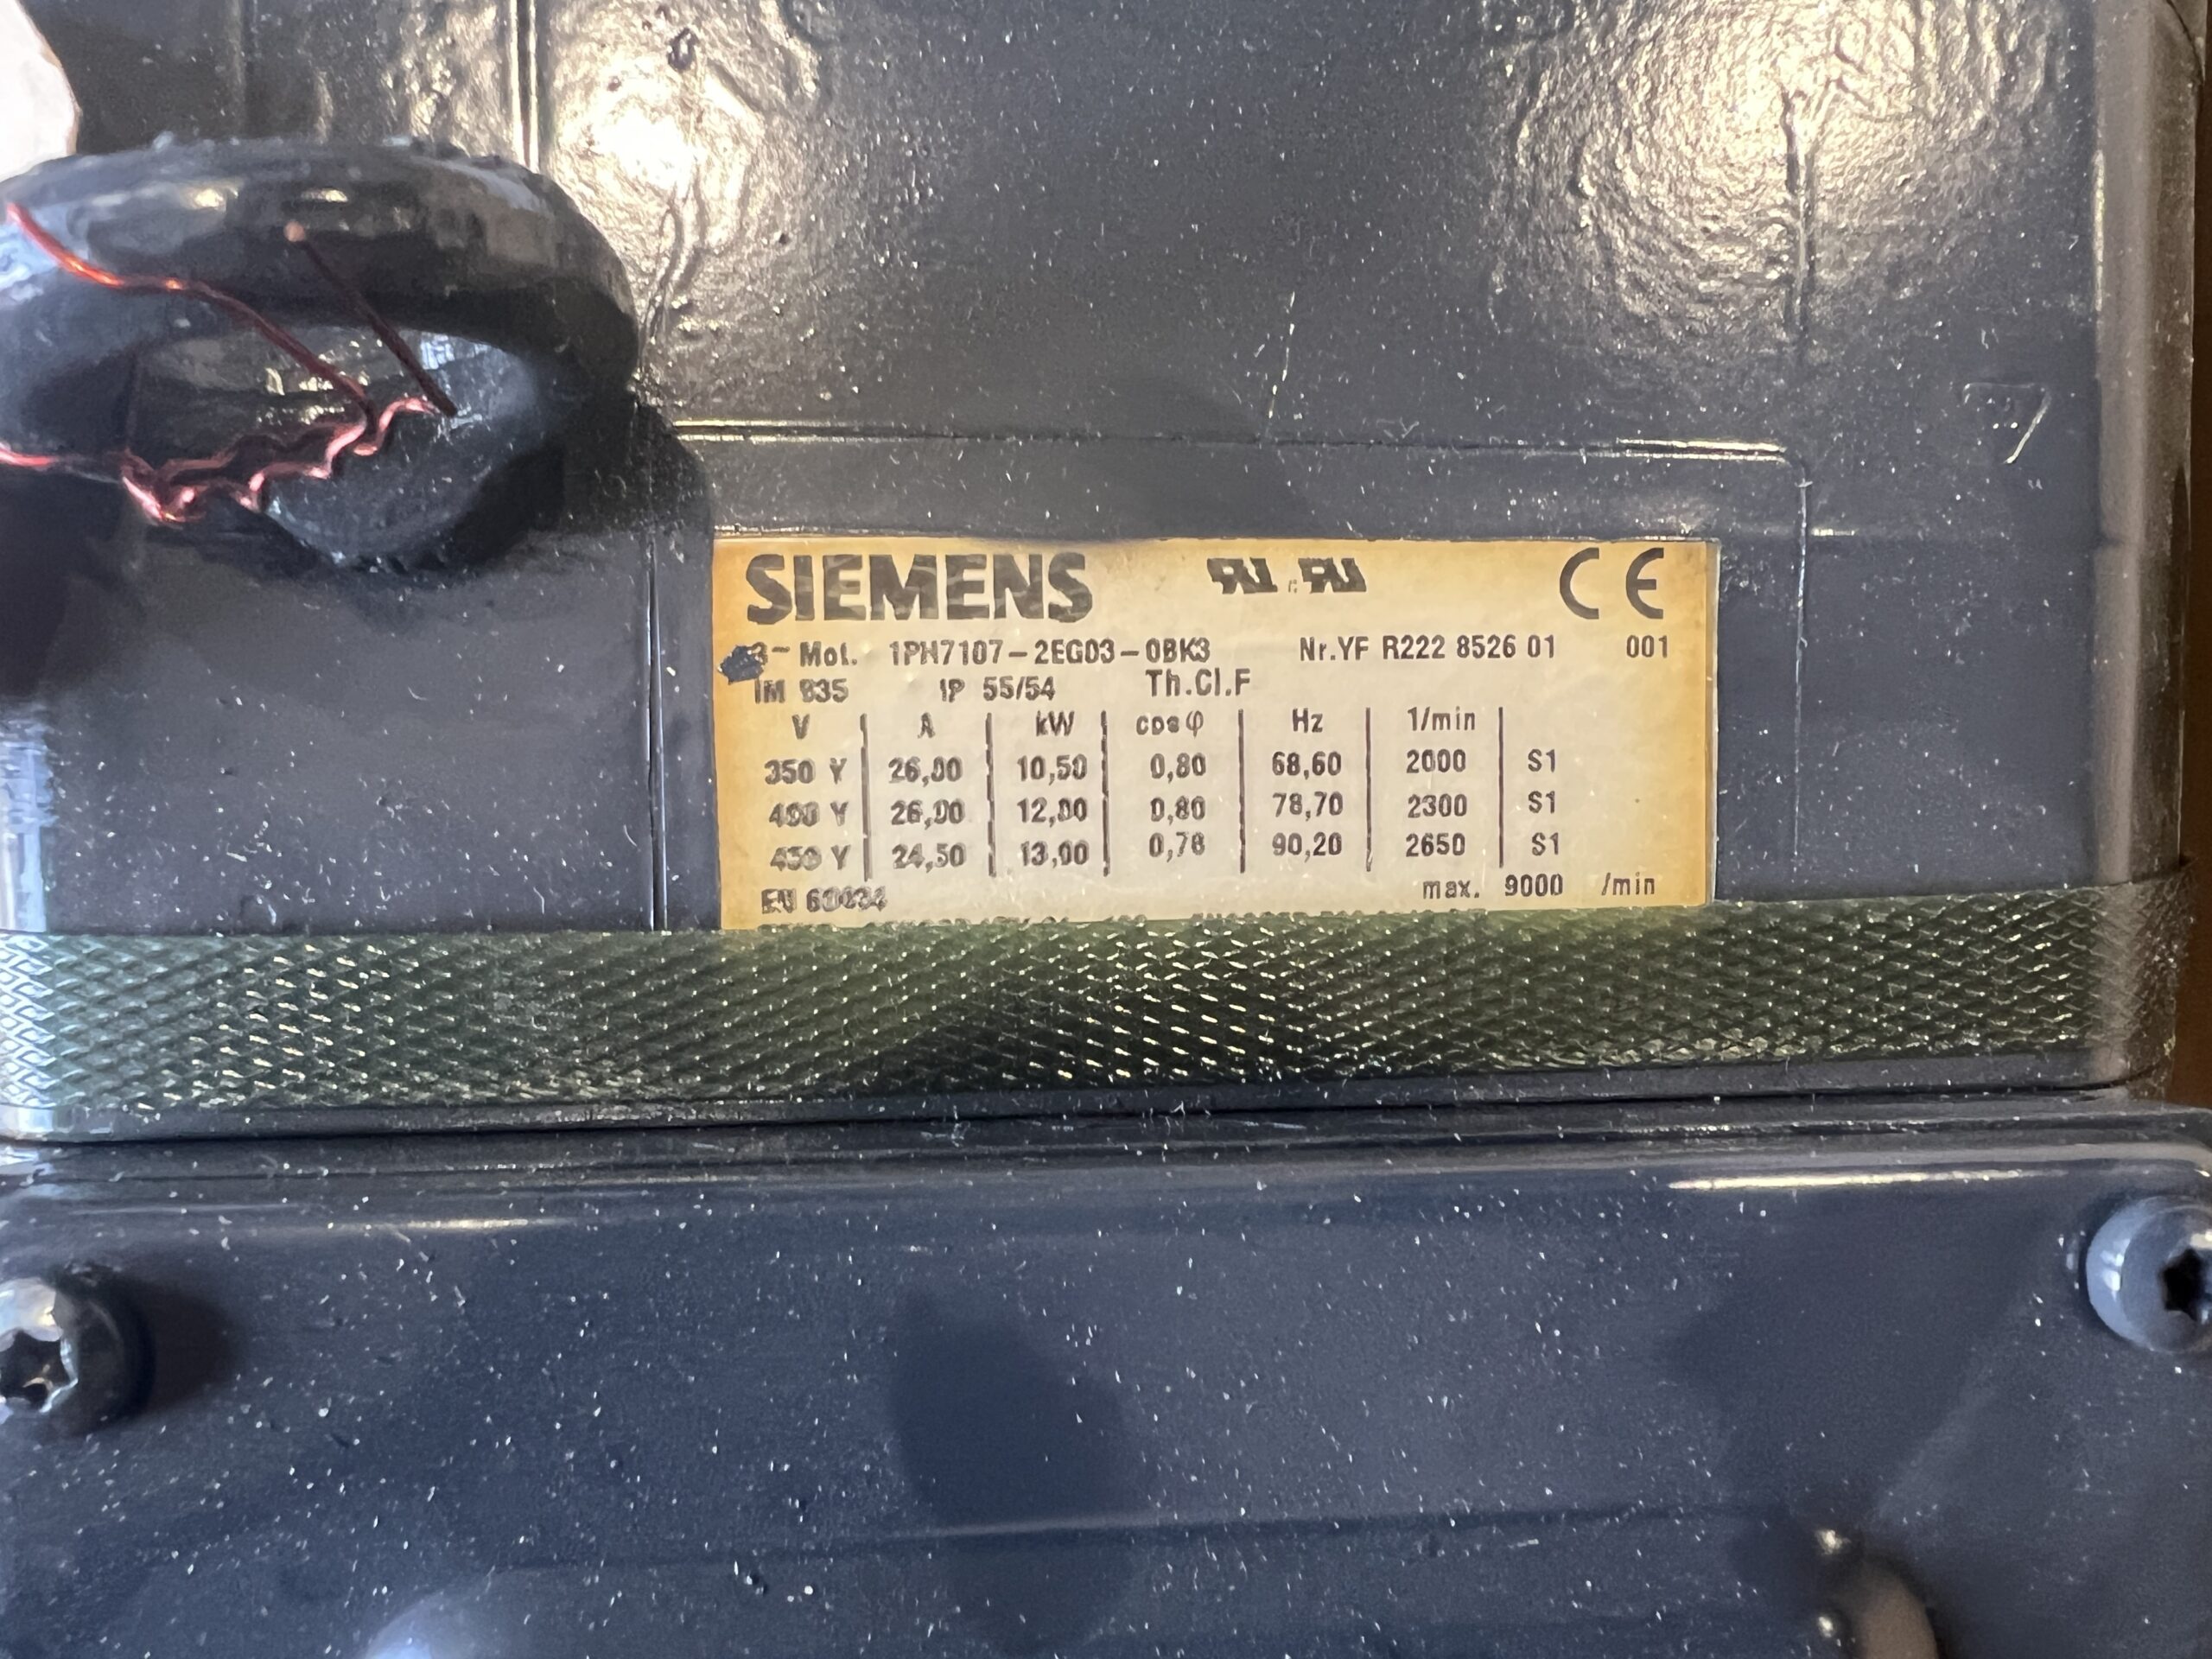 SIEMENS CE
3~ Mot. 1PH7107-2EG03-0BK3 Nr.YF R222 8526 01 001
IM B35 IP 55/54 Th.Cl.F
V A kW cosφ Hz 1/min
350 Y 26,00 10,50 0,80 68,60 2000 S1
400 Y 26,00 12,00 0,80 78,70 2300 S1
24,50 13,00 0,78 90,20 2650 S1
EN 60034 max. 9000 /min